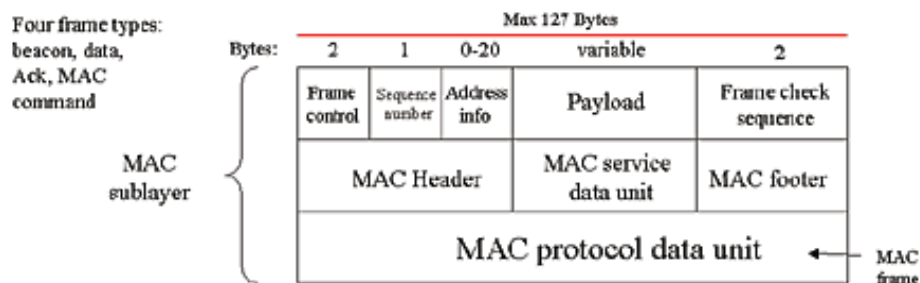 Four frame types:
beacon, data,
Ack, MAC
command
Max 127 Bytes
Bytes: 2 1 0-20 variable 2
Frame control
Sequence number
Address info
Payload
Frame check sequence
MAC sublayer
MAC Header
MAC service data unit
MAC footer
MAC protocol data unit
MAC frame